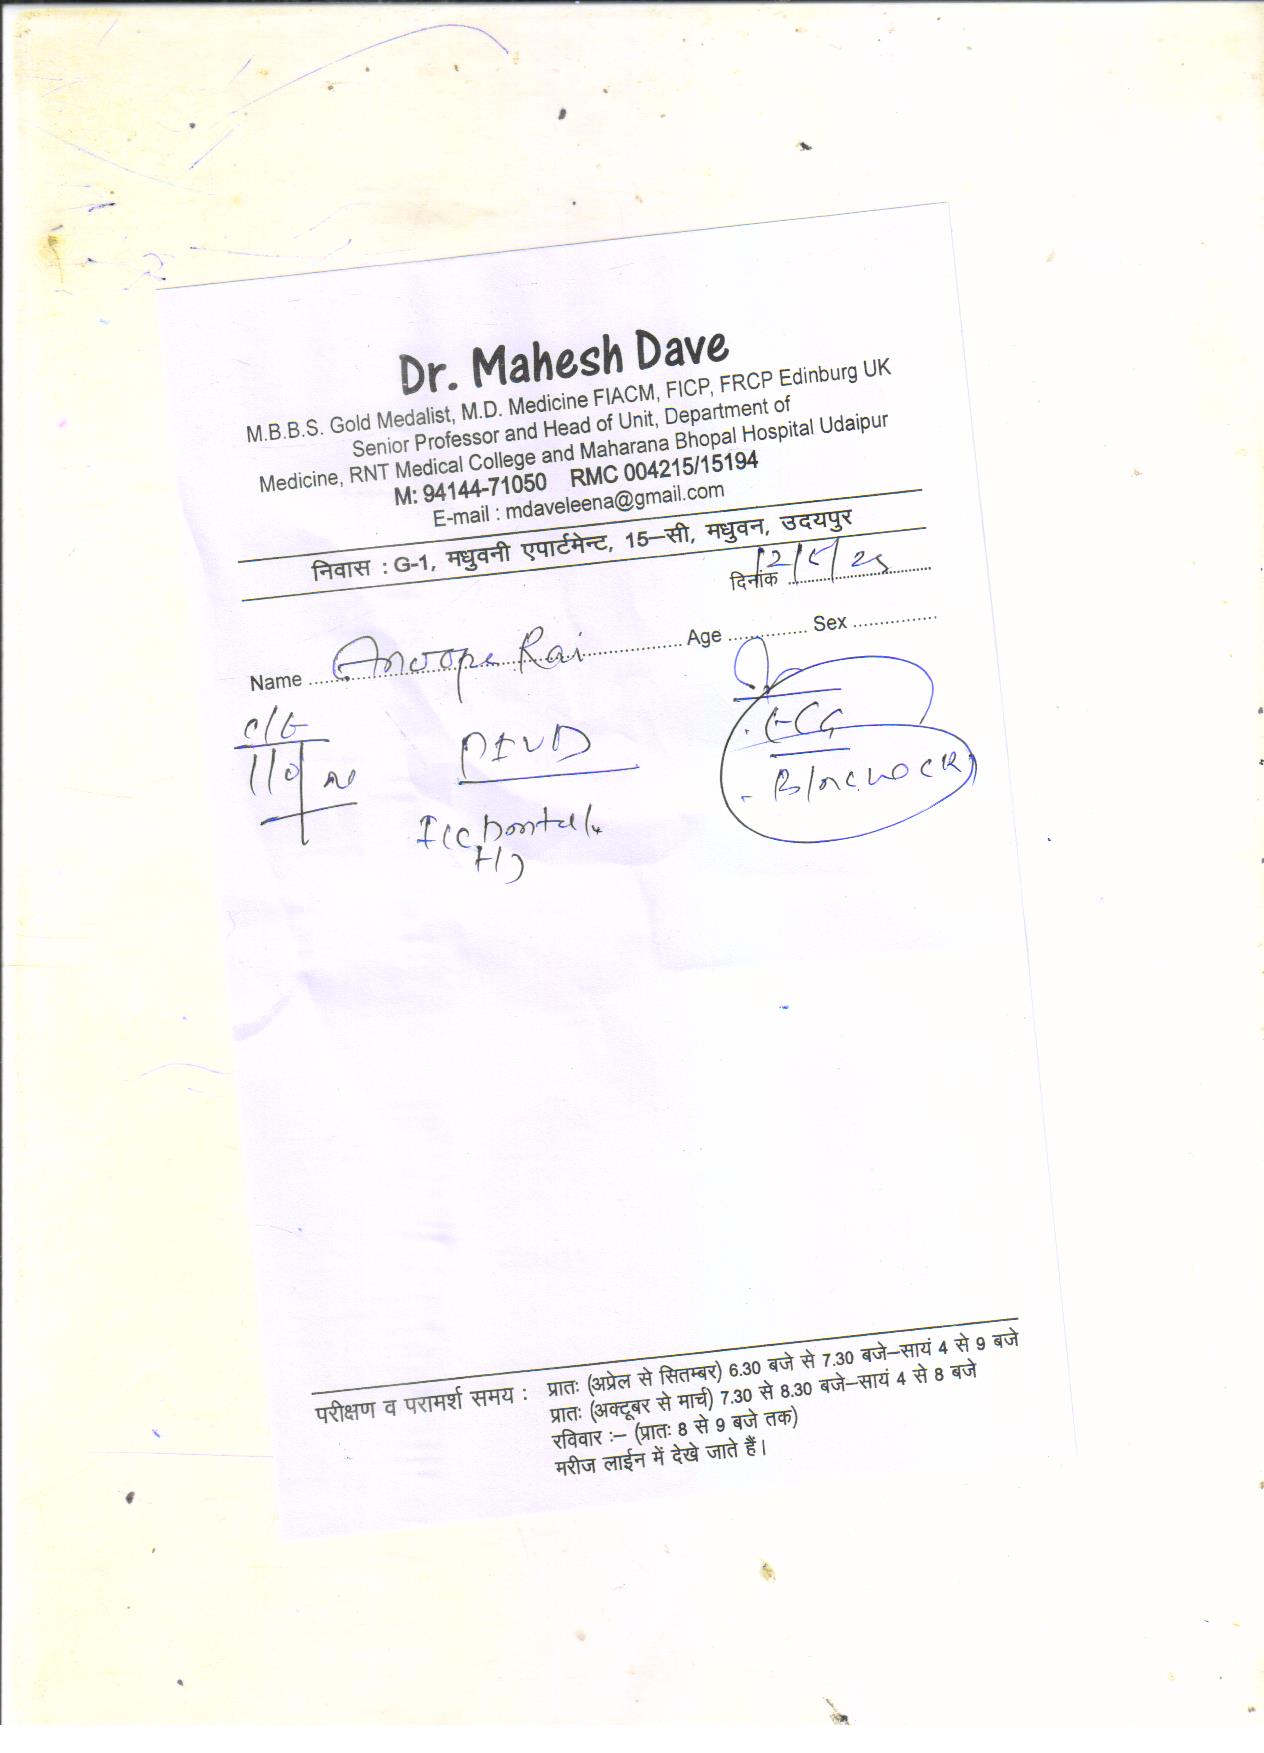 Dr. Mahesh Dave
M.B.B.S. Gold Medalist, M.D. Medicine FIACM, FICP, FRCP Edinburg UK
Senior Professor and Head of Unit, Department of
Medicine, RNT Medical College and Maharana Bhopal Hospital Udaipur
M: 94144-71050 RMC 004215/15194
E-mail : mdaveleena@gmail.com
निवास : G-1, मधुवनी एपार्टमेन्ट, 15–सी, मधुवन, उदयपुर
दिनांक 12/5/25
Name Anoope Rai Age Sex
PIVD
ECG
परीक्षण व परामर्श समय : प्रातः (अप्रेल से सितम्बर) 6.30 बजे से 7.30 बजे–सायं 4 से 9 बजे
प्रातः (अक्टूबर से मार्च) 7.30 से 8.30 बजे–सायं 4 से 8 बजे
रविवार :– (प्रातः 8 से 9 बजे तक)
मरीज लाईन में देखे जाते हैं।